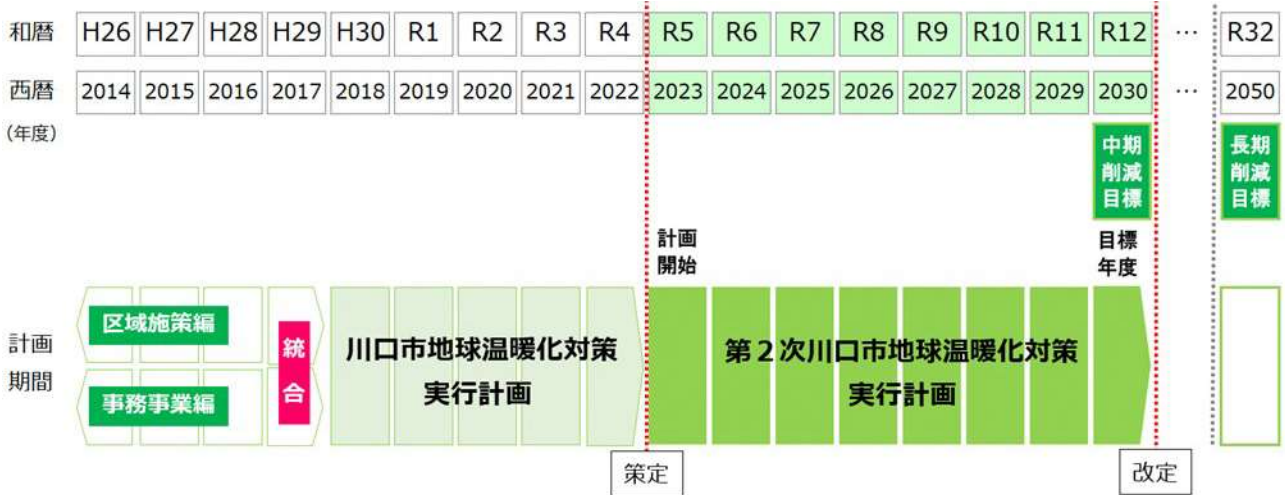 和暦 H26 H27 H28 H29 H30 R1 R2 R3 R4 R5 R6 R7 R8 R9 R10 R11 R12 … R32
西暦 2014 2015 2016 2017 2018 2019 2020 2021 2022 2023 2024 2025 2026 2027 2028 2029 2030 … 2050
(年度)
中期
削減
目標
長期
削減
目標
計画
開始
目標
年度
計画
期間
区域施策編
事務事業編
統
合
川口市地球温暖化対策
実行計画
第2次川口市地球温暖化対策
実行計画
策定
改定